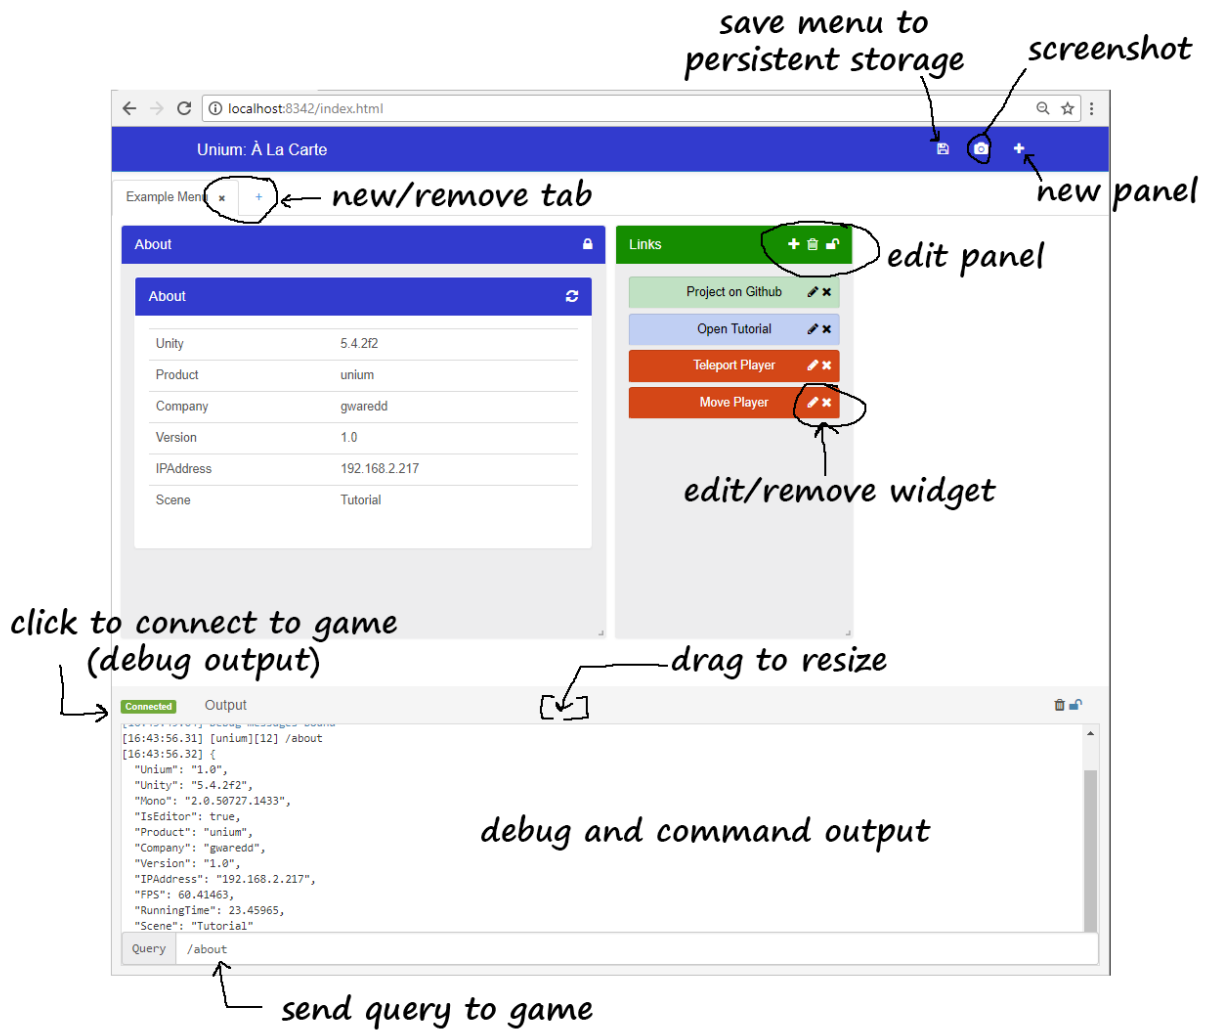 save menu to
persistent storage
screenshot
localhost:8342/index.html
Unium: À La Carte
new panel
Example Menu
new/remove tab
About
Links
edit panel
About
Project on Github
Open Tutorial
Teleport Player
Move Player
Unity 5.4.2f2
Product unium
Company gwaredd
Version 1.0
IPAddress 192.168.2.217
Scene Tutorial
edit/remove widget
click to connect to game
(debug output)
drag to resize
Connected Output
[16:43:56.31] [unium][12] /about
[16:43:56.32] {
"Unium": "1.0",
"Unity": "5.4.2f2",
"Mono": "2.0.50727.1433",
"IsEditor": true,
"Product": "unium",
"Company": "gwaredd",
"Version": "1.0",
"IPAddress": "192.168.2.217",
"FPS": 60.41463,
"RunningTime": 23.45965,
"Scene": "Tutorial"
debug and command output
Query /about
send query to game